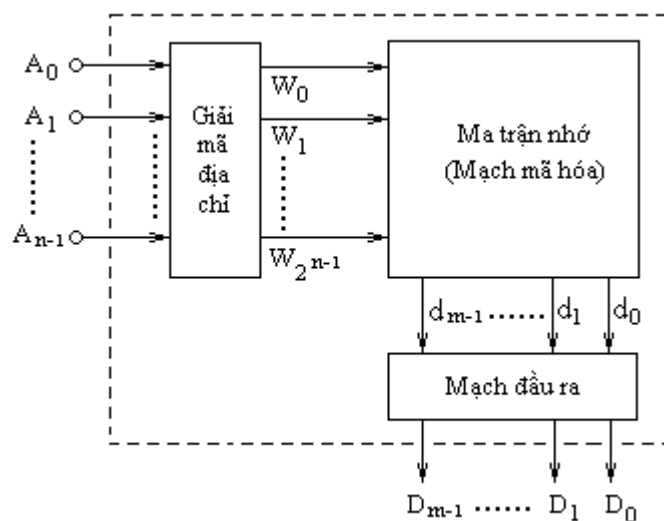 A0
A1
An-1
Giải
mã
địa
chỉ
W0
W1
W2 n-1
Ma trận nhớ
(Mạch mã hóa)
dm-1 ...... d1 d0
Mạch đầu ra
Dm-1 ...... D1 D0